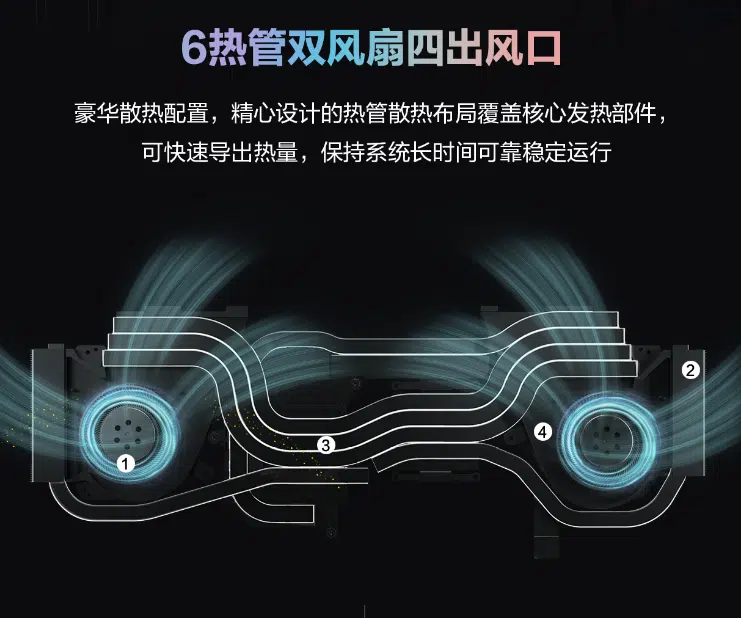 6热管双风扇四出风口
豪华散热配置，精心设计的热管散热布局覆盖核心发热部件，
可快速导出热量，保持系统长时间可靠稳定运行
2
4
3
1